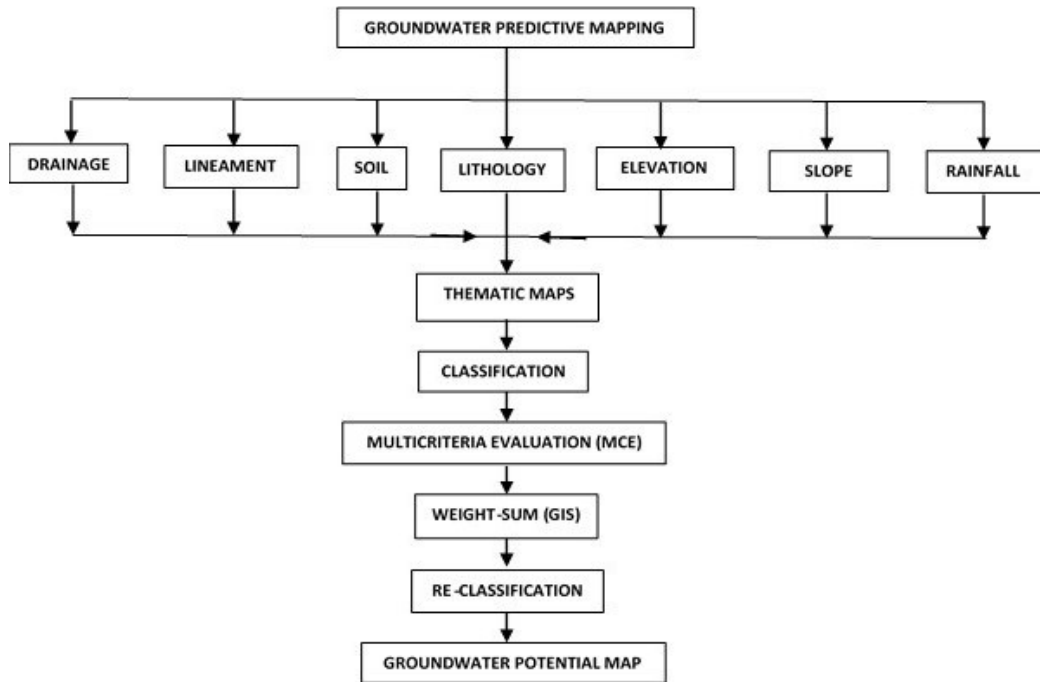 GROUNDWATER PREDICTIVE MAPPING
DRAINAGE
LINEAMENT
SOIL
LITHOLOGY
ELEVATION
SLOPE
RAINFALL
THEMATIC MAPS
CLASSIFICATION
MULTICRITERIA EVALUATION (MCE)
WEIGHT-SUM (GIS)
RE-CLASSIFICATION
GROUNDWATER POTENTIAL MAP